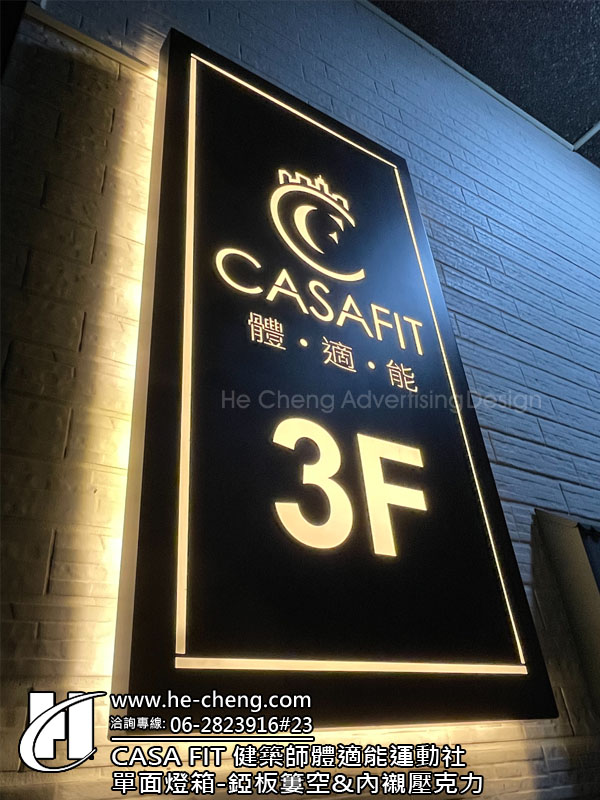 CASAFIT
體・適・能
He Cheng Advertising Design
3F
www.he-cheng.com
洽詢專線: 06-2823916#23
CASA FIT 健築師體適能運動社
單面燈箱-錏板簍空&內襯壓克力